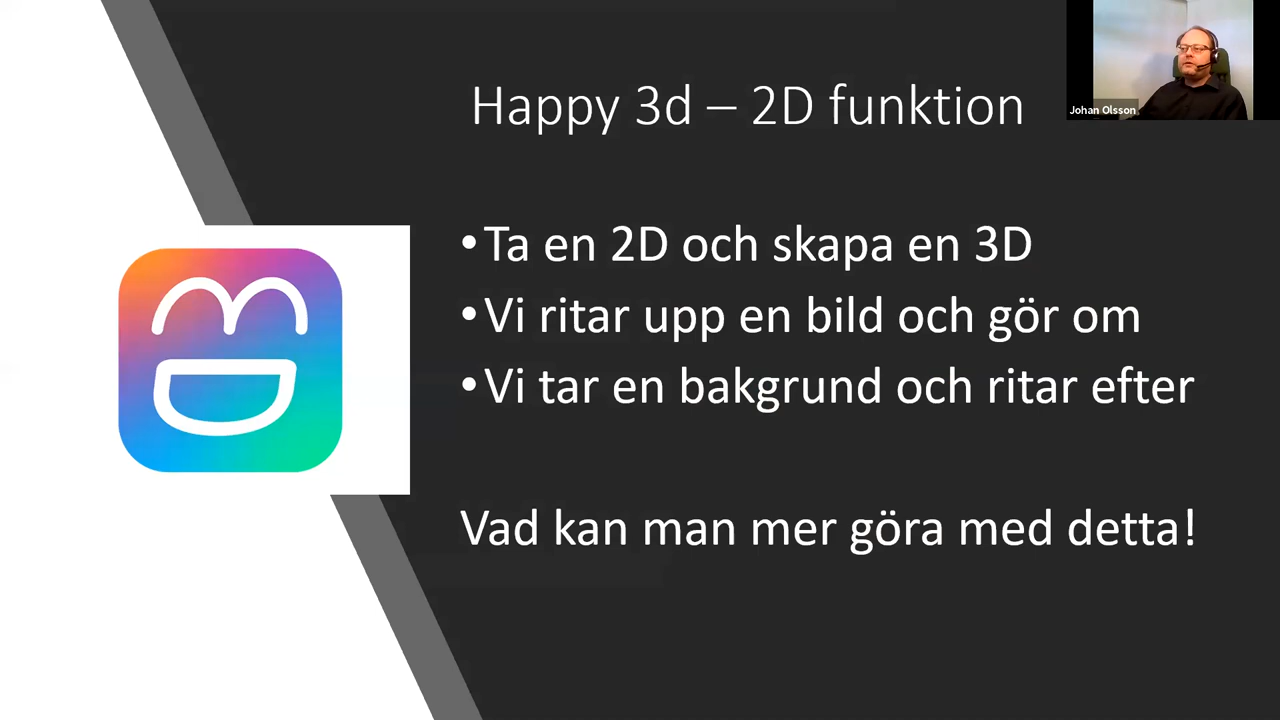 Happy 3d – 2D funktion
Johan Olsson
•Ta en 2D och skapa en 3D
•Vi ritar upp en bild och gör om
•Vi tar en bakgrund och ritar efter
Vad kan man mer göra med detta!